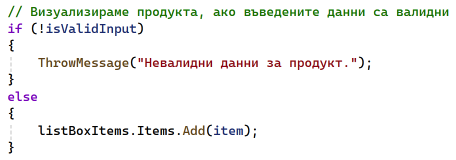 // Визуализираме продукта, ако въведените данни са валидни
if (!isValidInput)
{
    ThrowMessage("Невалидни данни за продукт.");
}
else
{
    listBoxItems.Items.Add(item);
}